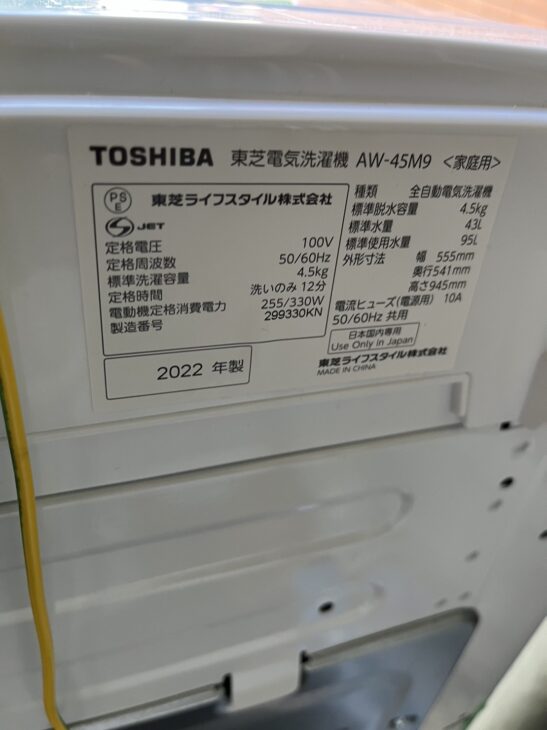 TOSHIBA 東芝電気洗濯機 AW-45M9 <家庭用>
PS
E
東芝ライフスタイル株式会社
S JET
定格電圧 100V
定格周波数 50/60Hz
標準洗濯容量 4.5kg
定格時間 洗いのみ 12分
電動機定格消費電力 255/330W
製造番号 299330KN
2022 年製
種類 全自動電気洗濯機
標準脱水容量 4.5kg
標準水量 43L
標準使用水量 95L
外形寸法 幅 555mm
奥行541mm
高さ945mm
電流ヒューズ(電源用) 10A
50/60Hz 共用
日本国内専用
Use Only in Japan
東芝ライフスタイル株式会社
MADE IN CHINA